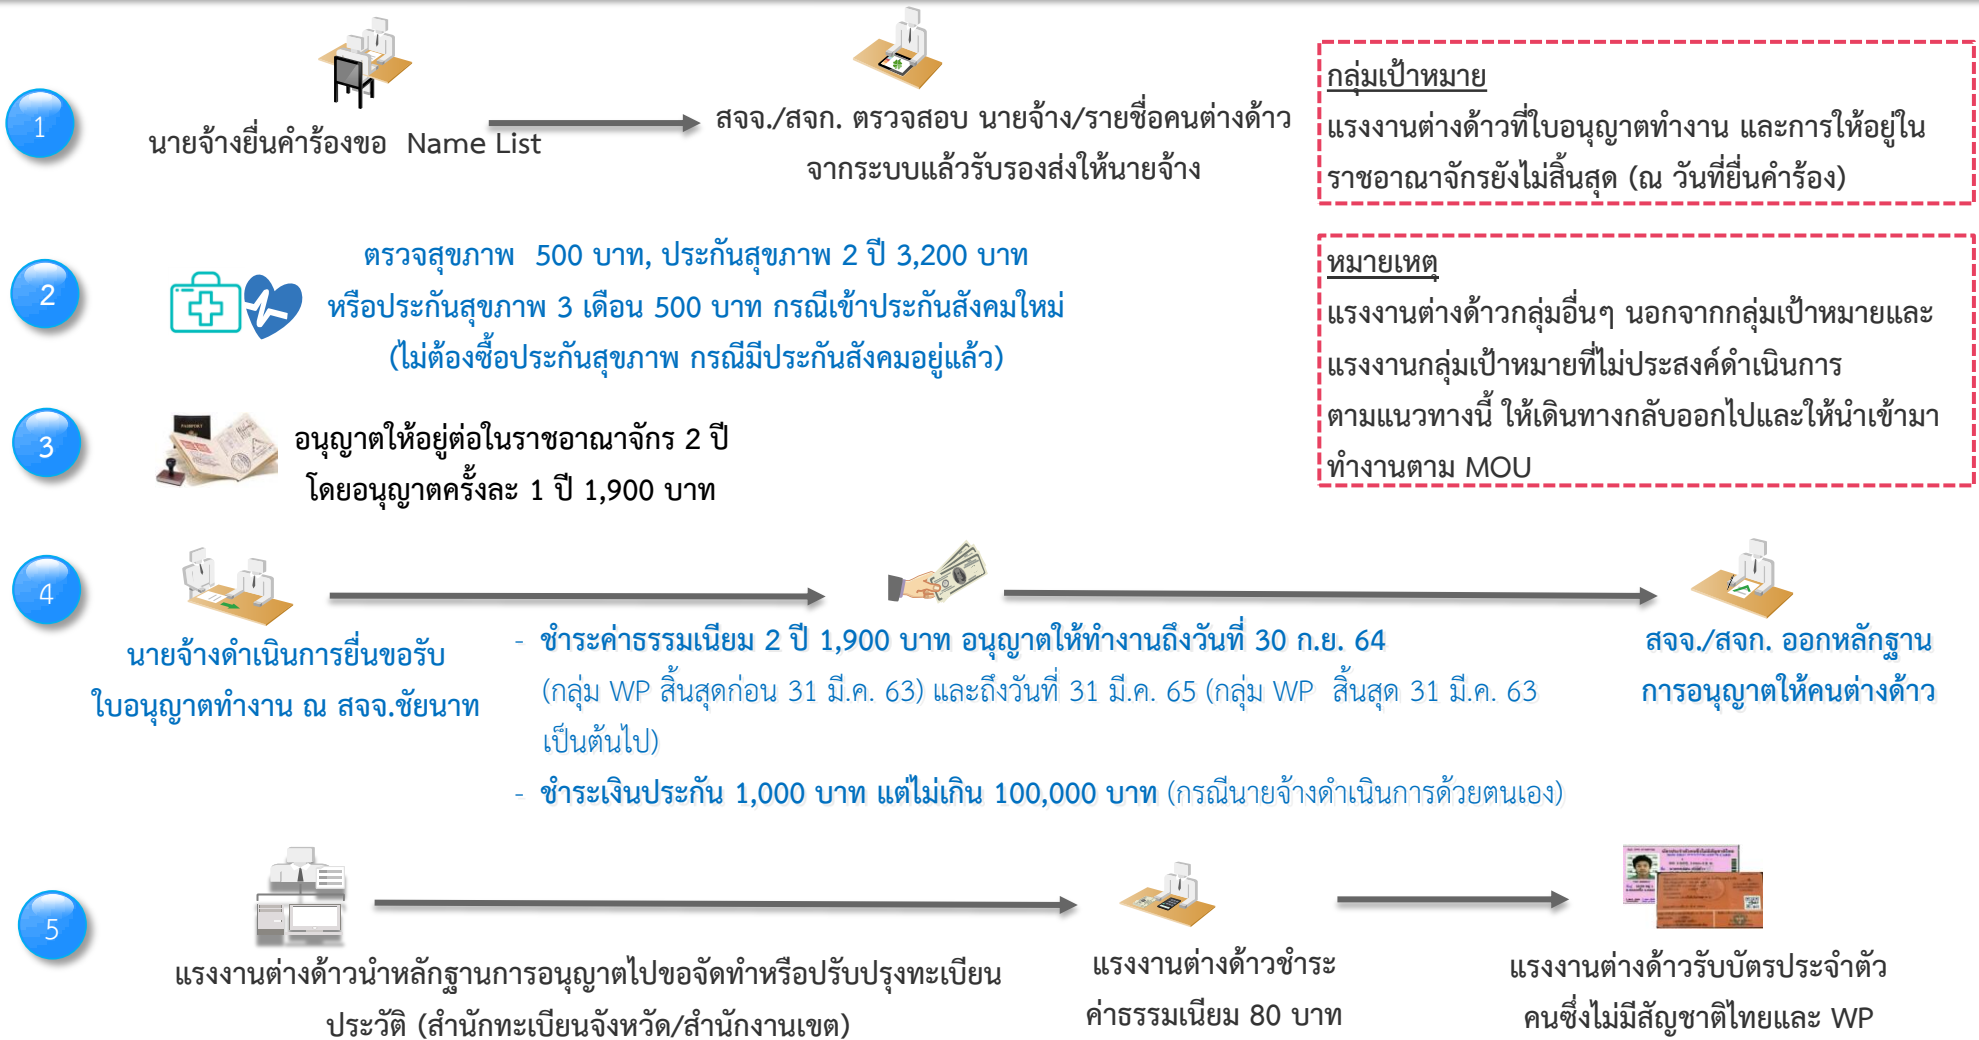 1
นายจ้างยื่นคำร้องขอ Name List
สจจ./สจก. ตรวจสอบ นายจ้าง/รายชื่อคนต่างด้าว
จากระบบแล้วรับรองส่งให้นายจ้าง
กลุ่มเป้าหมาย
แรงงานต่างด้าวที่ใบอนุญาตทำงาน และการให้อยู่ใน
ราชอาณาจักรยังไม่สิ้นสุด (ณ วันที่ยื่นคำร้อง)
2
ตรวจสุขภาพ 500 บาท, ประกันสุขภาพ 2 ปี 3,200 บาท
หรือประกันสุขภาพ 3 เดือน 500 บาท กรณีเข้าประกันสังคมใหม่
(ไม่ต้องซื้อประกันสุขภาพ กรณีมีประกันสังคมอยู่แล้ว)
หมายเหตุ
แรงงานต่างด้าวกลุ่มอื่นๆ นอกจากกลุ่มเป้าหมายและ
แรงงานกลุ่มเป้าหมายที่ไม่ประสงค์ดำเนินการ
ตามแนวทางนี้ ให้เดินทางกลับออกไปและให้นำเข้ามา
ทำงานตาม MOU
3
อนุญาตให้อยู่ต่อในราชอาณาจักร 2 ปี
โดยอนุญาตครั้งละ 1 ปี 1,900 บาท
4
นายจ้างดำเนินการยื่นขอรับ
ใบอนุญาตทำงาน ณ สจจ.ชัยนาท
- ชำระค่าธรรมเนียม 2 ปี 1,900 บาท อนุญาตให้ทำงานถึงวันที่ 30 ก.ย. 64
(กลุ่ม WP สิ้นสุดก่อน 31 มี.ค. 63) และถึงวันที่ 31 มี.ค. 65 (กลุ่ม WP สิ้นสุด 31 มี.ค. 63
เป็นต้นไป)
- ชำระเงินประกัน 1,000 บาท แต่ไม่เกิน 100,000 บาท (กรณีนายจ้างดำเนินการด้วยตนเอง)
สจจ./สจก. ออกหลักฐาน
การอนุญาตให้คนต่างด้าว
5
แรงงานต่างด้าวนำหลักฐานการอนุญาตไปขอจัดทำหรือปรับปรุงทะเบียน
ประวัติ (สำนักทะเบียนจังหวัด/สำนักงานเขต)
แรงงานต่างด้าวชำระ
ค่าธรรมเนียม 80 บาท
แรงงานต่างด้าวรับบัตรประจำตัว
คนซึ่งไม่มีสัญชาติไทยและ WP